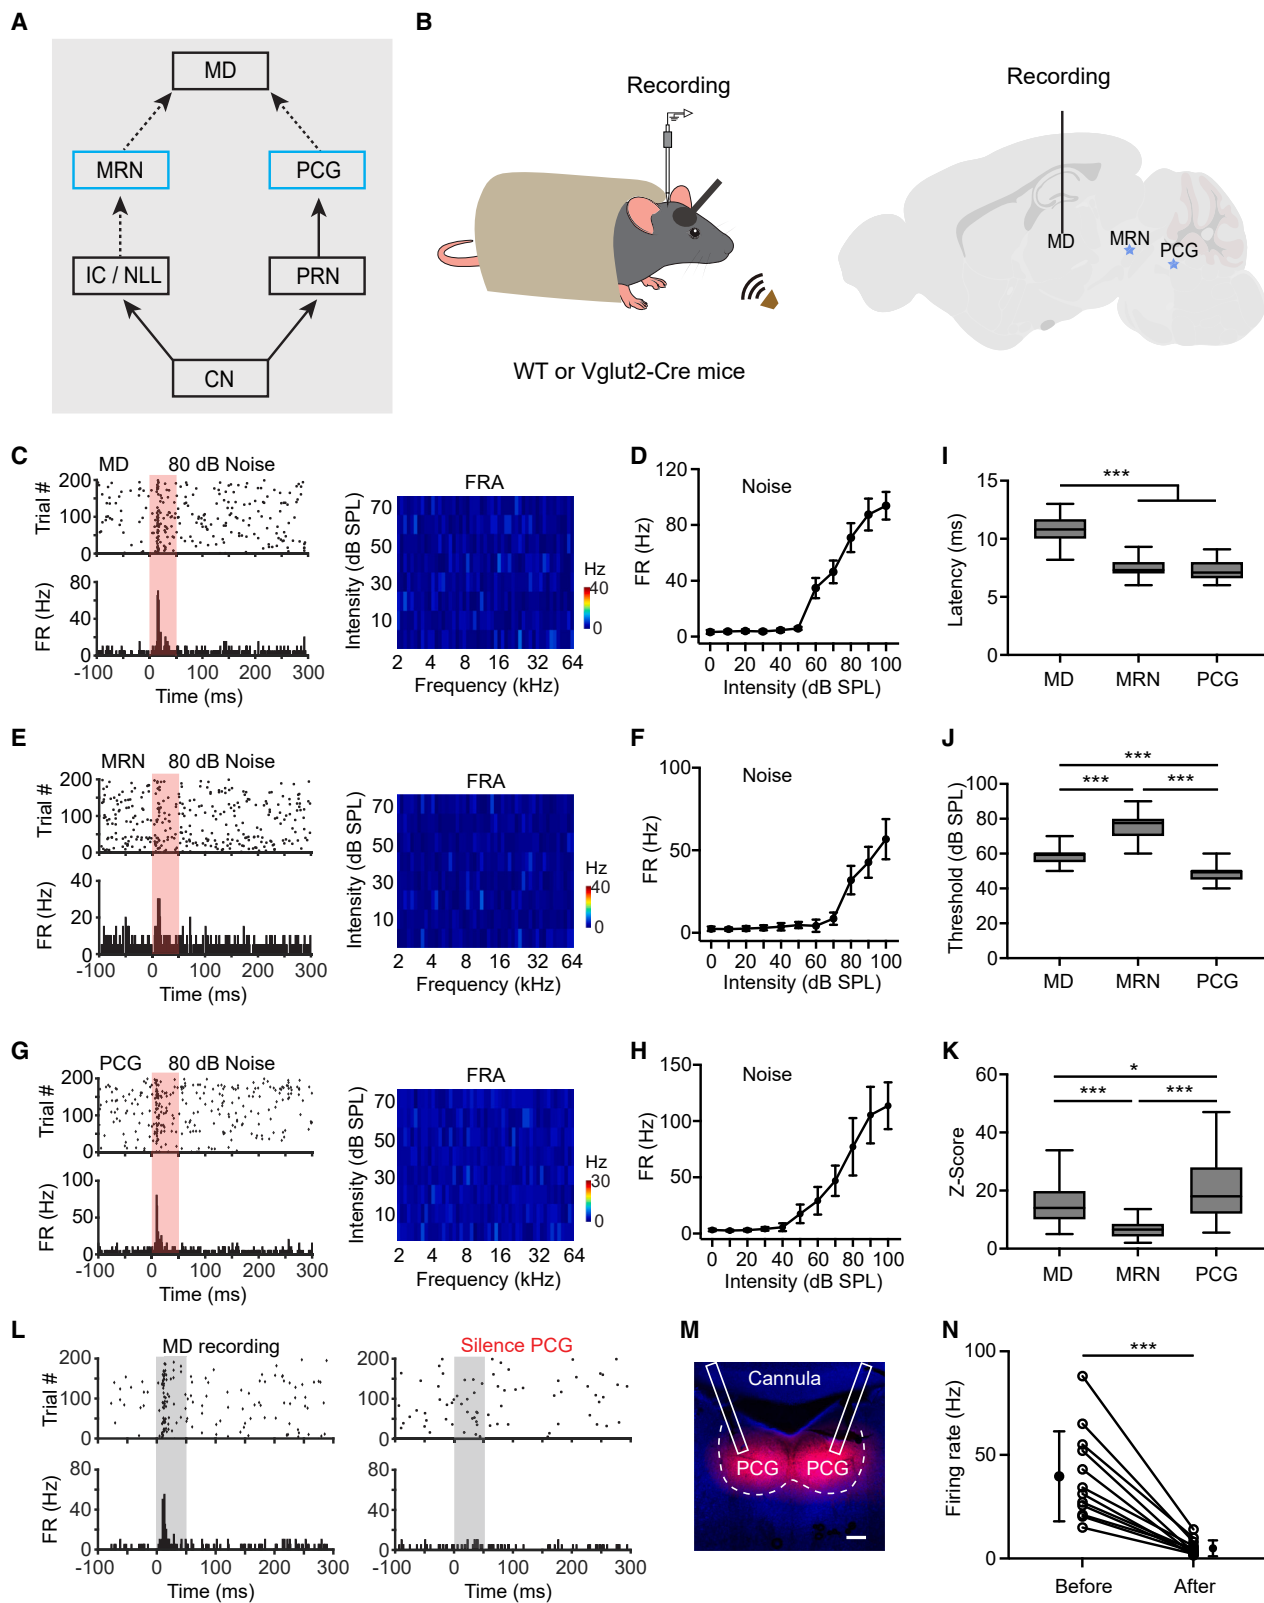 A
MD
MRN
PCG
IC / NLL
PRN
CN
B
Recording
WT or Vglut2-Cre mice
Recording
MD
MRN
PCG
C
MD
80 dB Noise
Trial #
200
100
0
FR (Hz)
80
40
0
-100
0
100
200
300
Time (ms)
FRA
Intensity (dB SPL)
70
50
30
10
2
4
8
16
32
64
Frequency (kHz)
Hz
40
0
D
Noise
FR (Hz)
120
80
40
0
0
20
40
60
80
100
Intensity (dB SPL)
I
Latency (ms)
15
10
5
0
***
MD
MRN
PCG
E
MRN
80 dB Noise
Trial #
200
100
0
FR (Hz)
40
20
0
-100
0
100
200
300
Time (ms)
FRA
Intensity (dB SPL)
70
50
30
10
2
4
8
16
32
64
Frequency (kHz)
Hz
40
0
F
Noise
FR (Hz)
100
50
0
0
20
40
60
80
100
Intensity (dB SPL)
J
Threshold (dB SPL)
100
80
60
40
20
0
***
***
***
MD
MRN
PCG
G
PCG
80 dB Noise
Trial #
200
100
0
FR (Hz)
100
50
0
-100
0
100
200
300
Time (ms)
FRA
Intensity (dB SPL)
70
50
30
10
2
4
8
16
32
64
Frequency (kHz)
Hz
30
0
H
Noise
FR (Hz)
150
100
50
0
0
20
40
60
80
100
Intensity (dB SPL)
K
Z-Score
60
40
20
0
*
***
***
MD
MRN
PCG
L
MD recording
Trial #
200
100
0
FR (Hz)
80
40
0
-100
0
100
200
300
Time (ms)
Silence PCG
200
100
0
80
40
0
-100
0
100
200
300
Time (ms)
M
Cannula
PCG
PCG
N
Firing rate (Hz)
100
50
0
***
Before
After